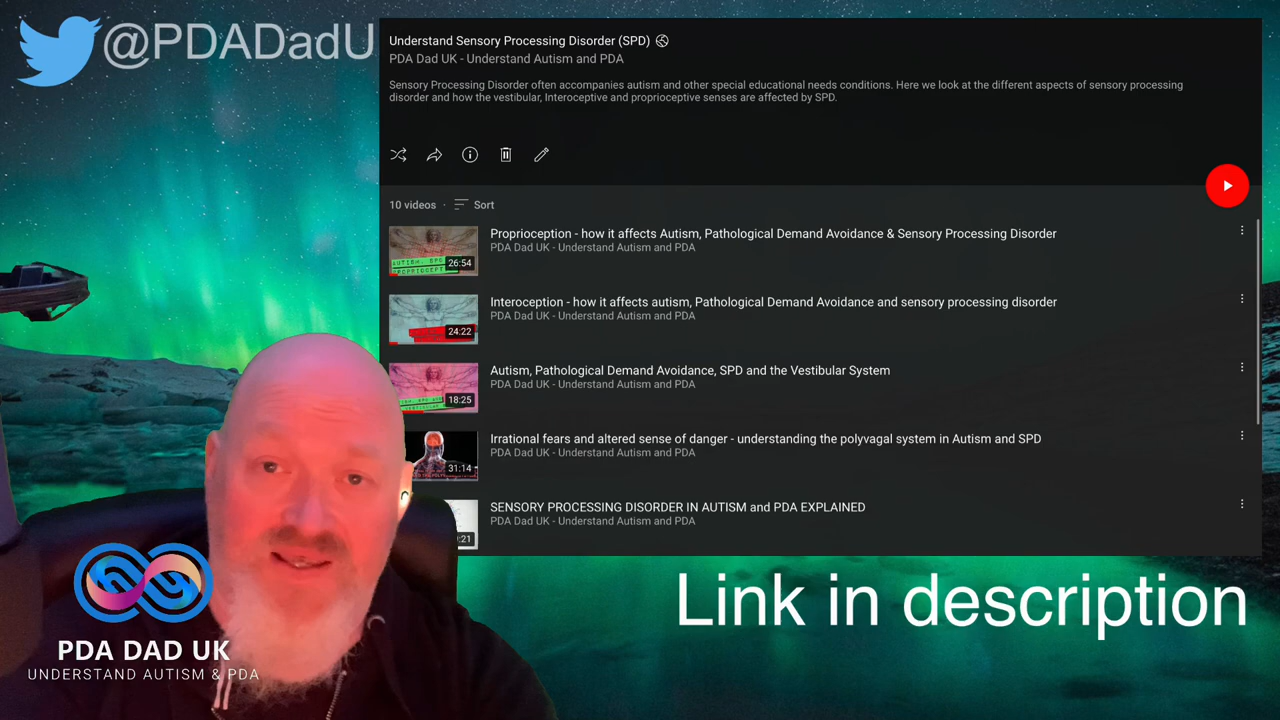 @PDADadU
Understand Sensory Processing Disorder (SPD)
PDA Dad UK - Understand Autism and PDA
Sensory Processing Disorder often accompanies autism and other special educational needs conditions. Here we look at the different aspects of sensory processing
disorder and how the vestibular, Interoceptive and proprioceptive senses are affected by SPD.
10 videos · Sort
Proprioception - how it affects Autism, Pathological Demand Avoidance & Sensory Processing Disorder
PDA Dad UK - Understand Autism and PDA
26:54
Interoception - how it affects autism, Pathological Demand Avoidance and sensory processing disorder
PDA Dad UK - Understand Autism and PDA
24:22
Autism, Pathological Demand Avoidance, SPD and the Vestibular System
PDA Dad UK - Understand Autism and PDA
18:25
Irrational fears and altered sense of danger - understanding the polyvagal system in Autism and SPD
PDA Dad UK - Understand Autism and PDA
31:14
SENSORY PROCESSING DISORDER IN AUTISM and PDA EXPLAINED
PDA Dad UK - Understand Autism and PDA
:21
Link in description
PDA DAD UK
UNDERSTAND AUTISM & PDA